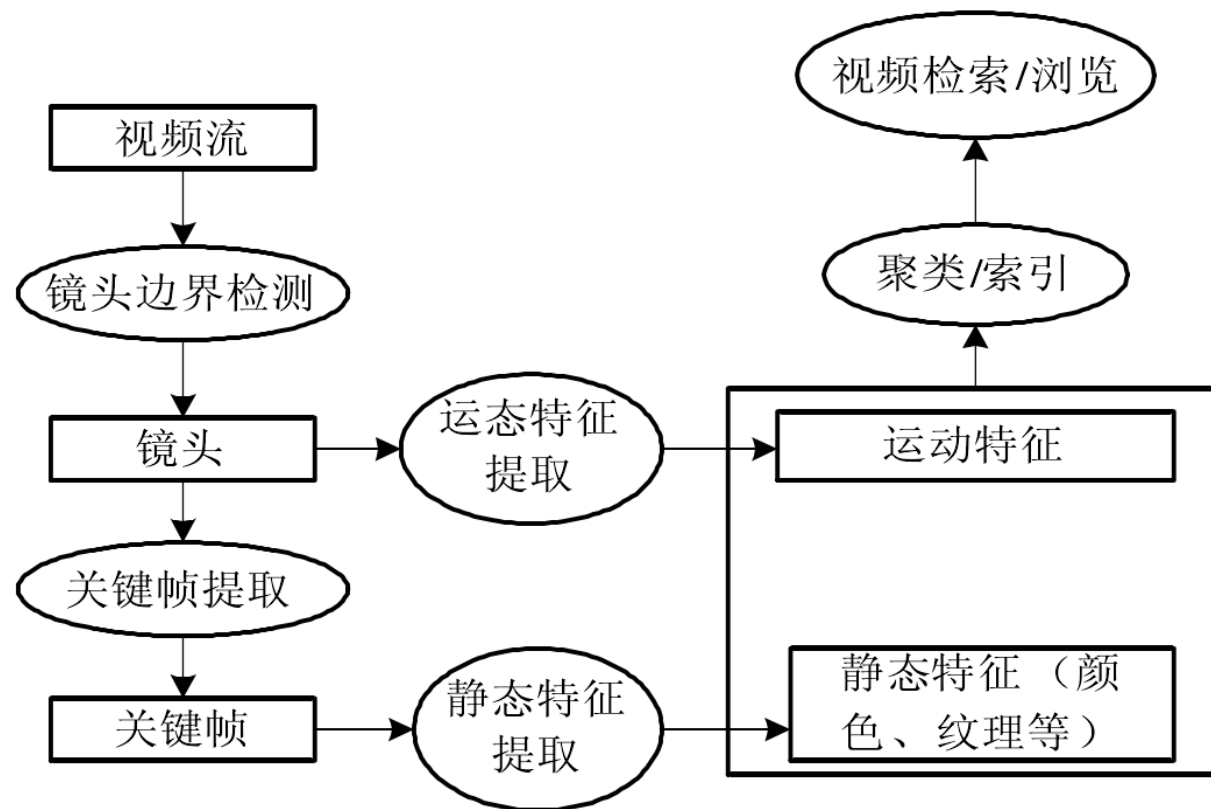 视频检索/浏览
视频流
镜头边界检测
聚类/索引
镜头
运态特征
提取
运动特征
关键帧提取
关键帧
静态特征
提取
静态特征（颜
色、纹理等）